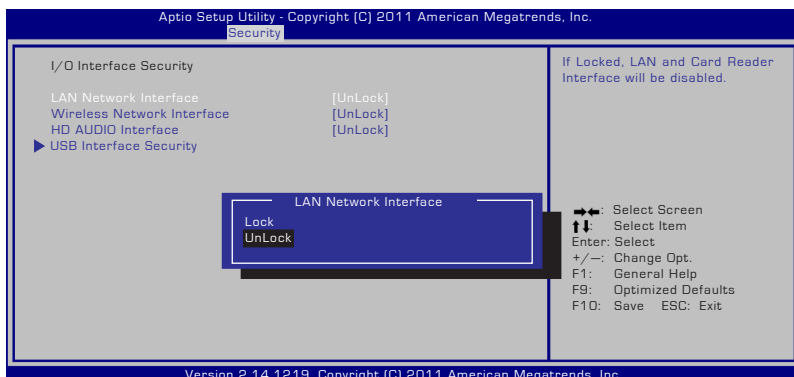 Aptio Setup Utility - Copyright (C) 2011 American Megatrends, Inc.
Security
I/O Interface Security
LAN Network Interface [UnLock]
Wireless Network Interface [UnLock]
HD AUDIO Interface [UnLock]
USB Interface Security
If Locked, LAN and Card Reader
Interface will be disabled.
LAN Network Interface
Lock
UnLock
→←: Select Screen
↑↓: Select Item
Enter: Select
+/—: Change Opt.
F1: General Help
F9: Optimized Defaults
F10: Save ESC: Exit
Version 2.14.1219. Copyright (C) 2011 American Megatrends, Inc.